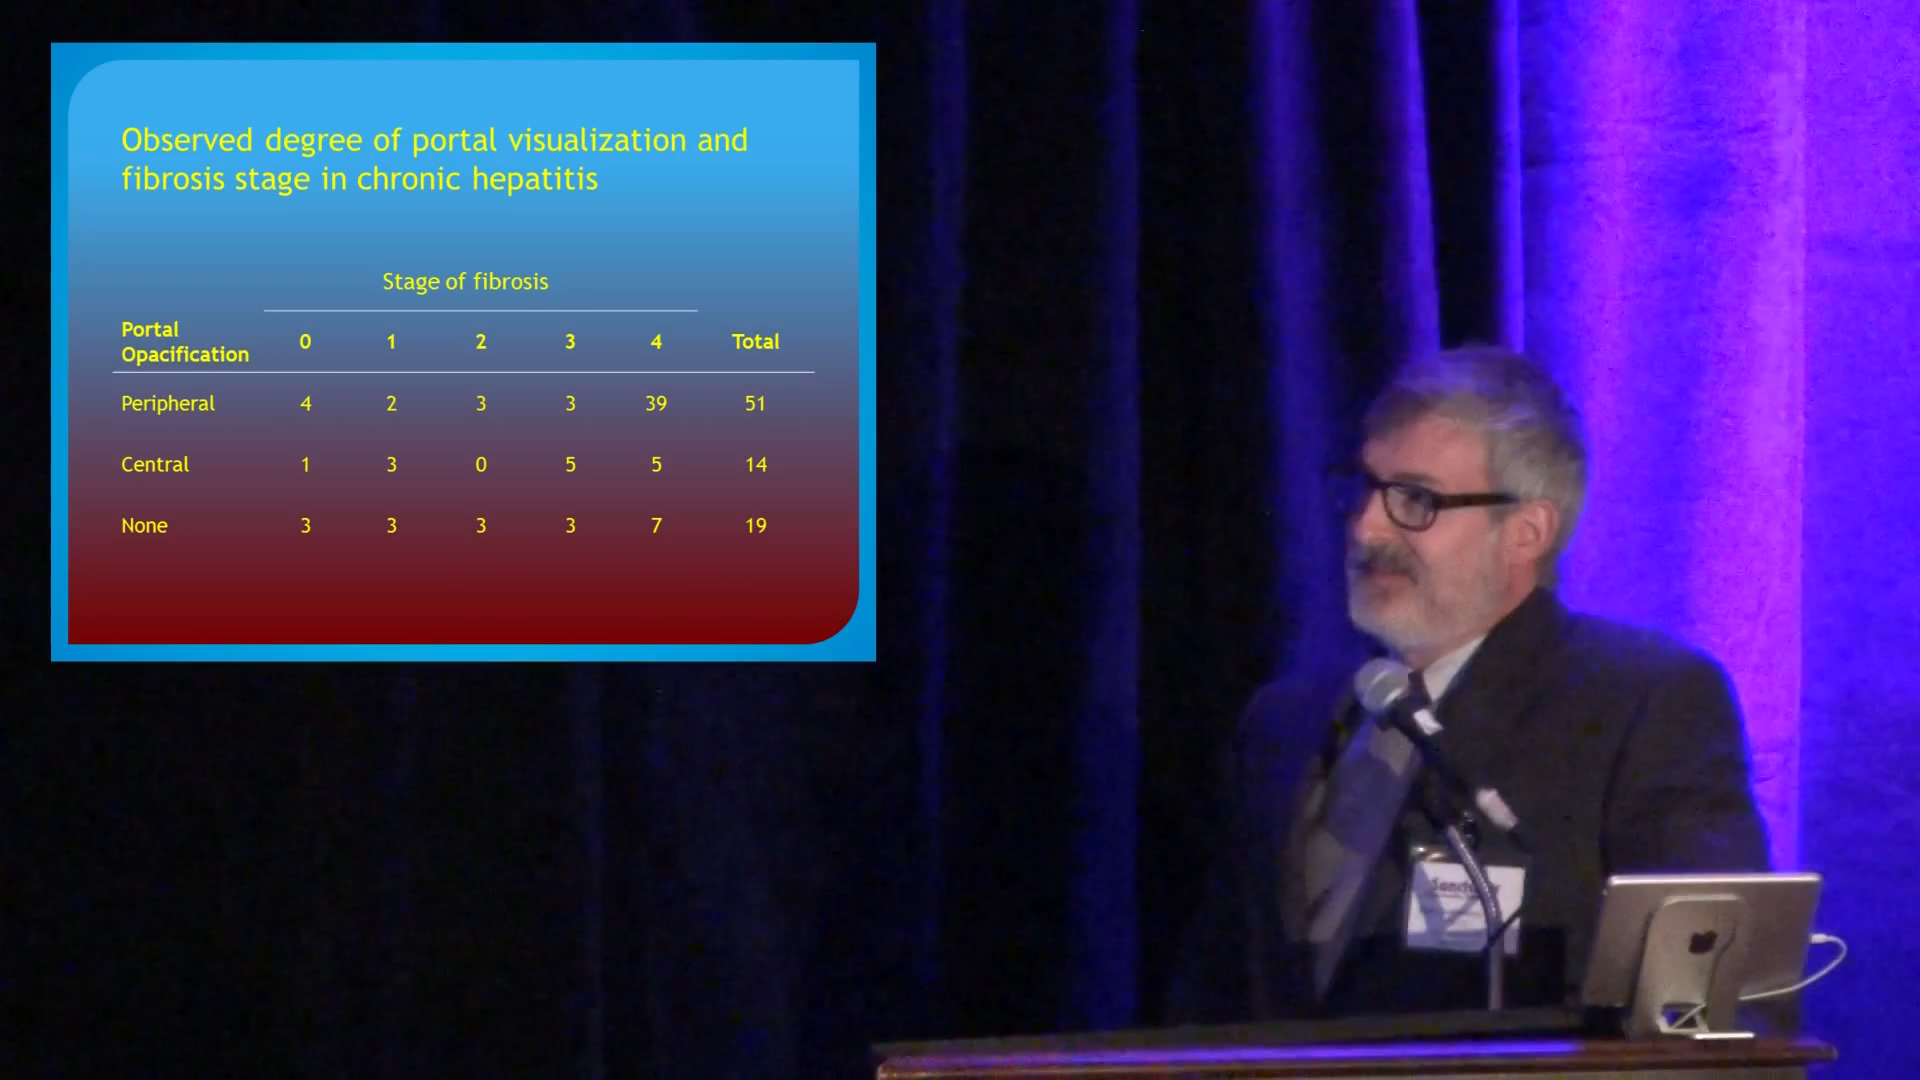 Observed degree of portal visualization and
fibrosis stage in chronic hepatitis
Stage of fibrosis
Portal
Opacification 0 1 2 3 4 Total
Peripheral 4 2 3 3 39 51
Central 1 3 0 5 5 14
None 3 3 3 3 7 19